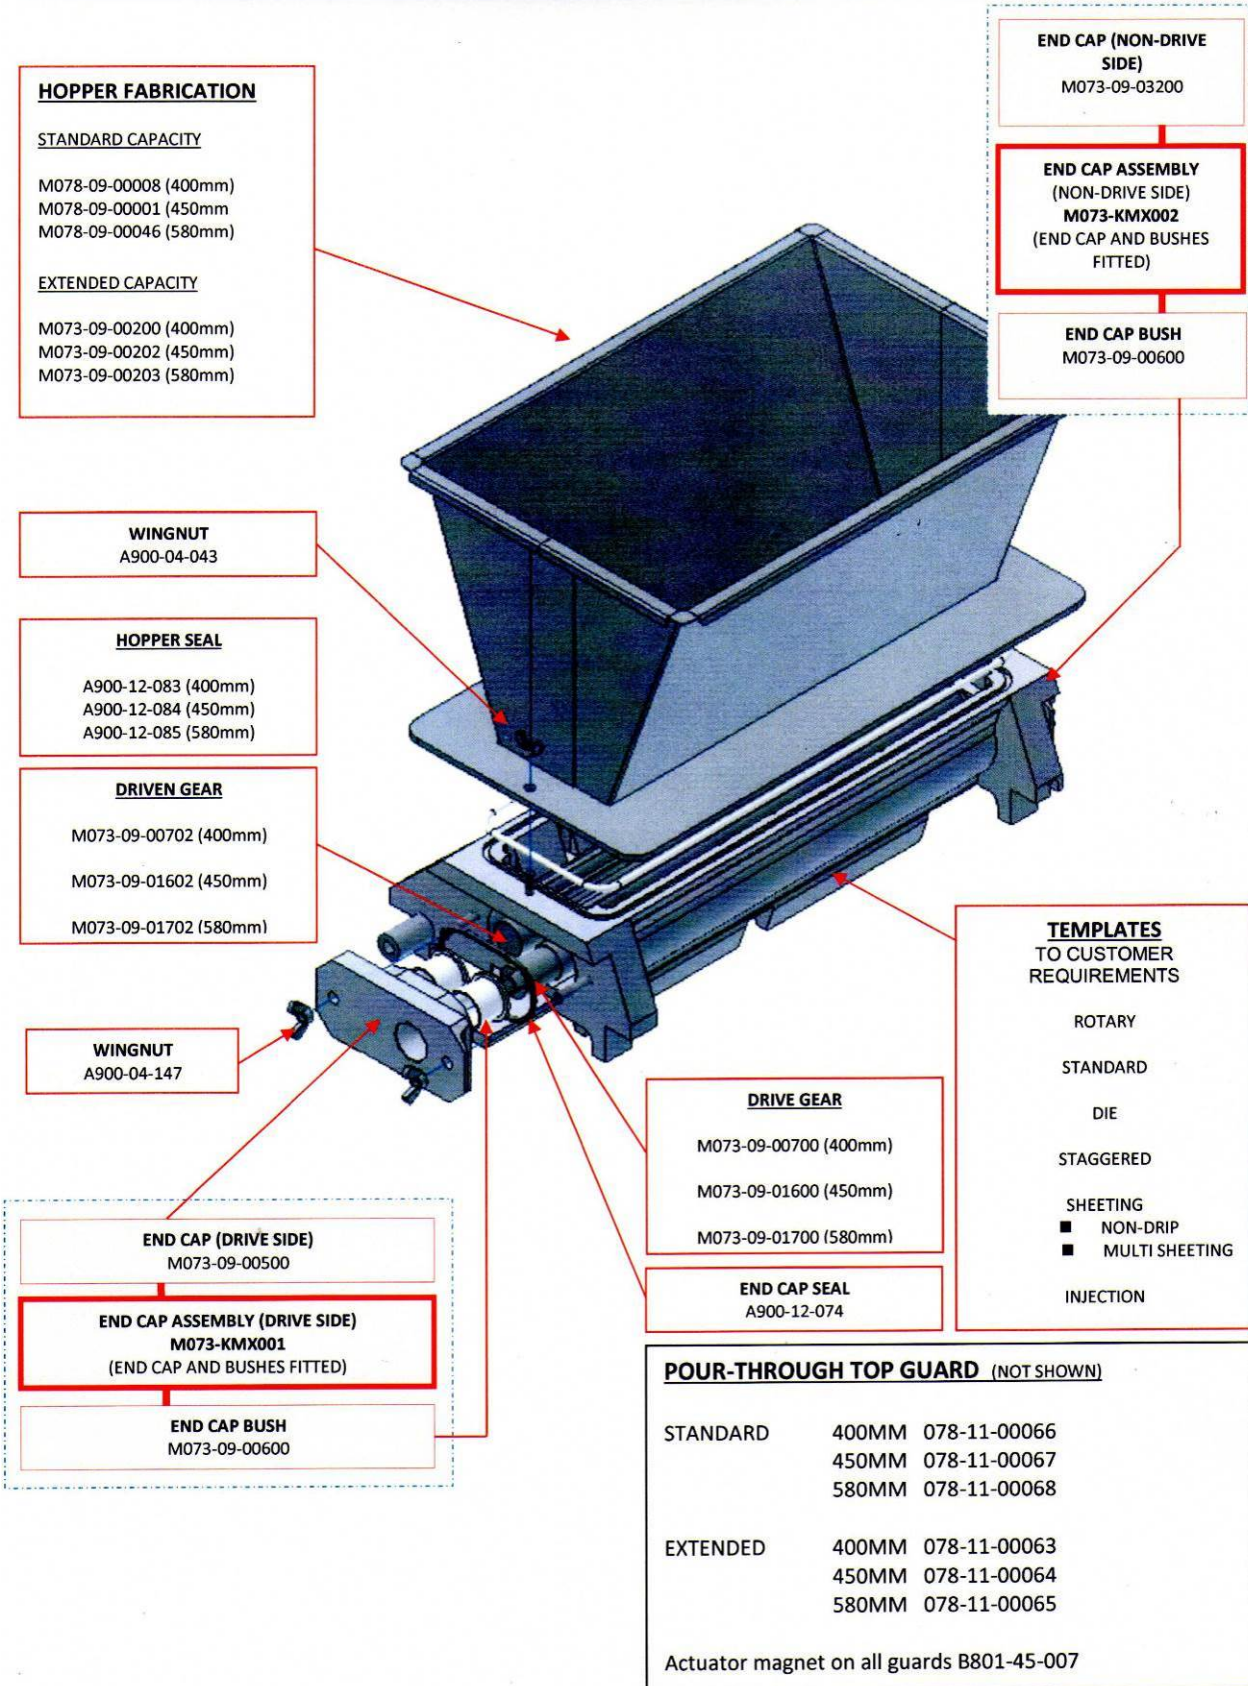 HOPPER FABRICATION
STANDARD CAPACITY
M078-09-00008 (400mm)
M078-09-00001 (450mm
M078-09-00046 (580mm)
EXTENDED CAPACITY
M073-09-00200 (400mm)
M073-09-00202 (450mm)
M073-09-00203 (580mm)
END CAP (NON-DRIVE
SIDE)
M073-09-03200
END CAP ASSEMBLY
(NON-DRIVE SIDE)
M073-KMX002
(END CAP AND BUSHES
FITTED)
END CAP BUSH
M073-09-00600
WINGNUT
A900-04-043
HOPPER SEAL
A900-12-083 (400mm)
A900-12-084 (450mm)
A900-12-085 (580mm)
DRIVEN GEAR
M073-09-00702 (400mm)
M073-09-01602 (450mm)
M073-09-01702 (580mm)
WINGNUT
A900-04-147
END CAP (DRIVE SIDE)
M073-09-00500
END CAP ASSEMBLY (DRIVE SIDE)
M073-KMX001
(END CAP AND BUSHES FITTED)
END CAP BUSH
M073-09-00600
DRIVE GEAR
M073-09-00700 (400mm)
M073-09-01600 (450mm)
M073-09-01700 (580mm)
END CAP SEAL
A900-12-074
TEMPLATES
TO CUSTOMER
REQUIREMENTS
ROTARY
STANDARD
DIE
STAGGERED
SHEETING
■ NON-DRIP
■ MULTI SHEETING
INJECTION
POUR-THROUGH TOP GUARD (NOT SHOWN)
STANDARD 400MM 078-11-00066
450MM 078-11-00067
580MM 078-11-00068
EXTENDED 400MM 078-11-00063
450MM 078-11-00064
580MM 078-11-00065
Actuator magnet on all guards B801-45-007